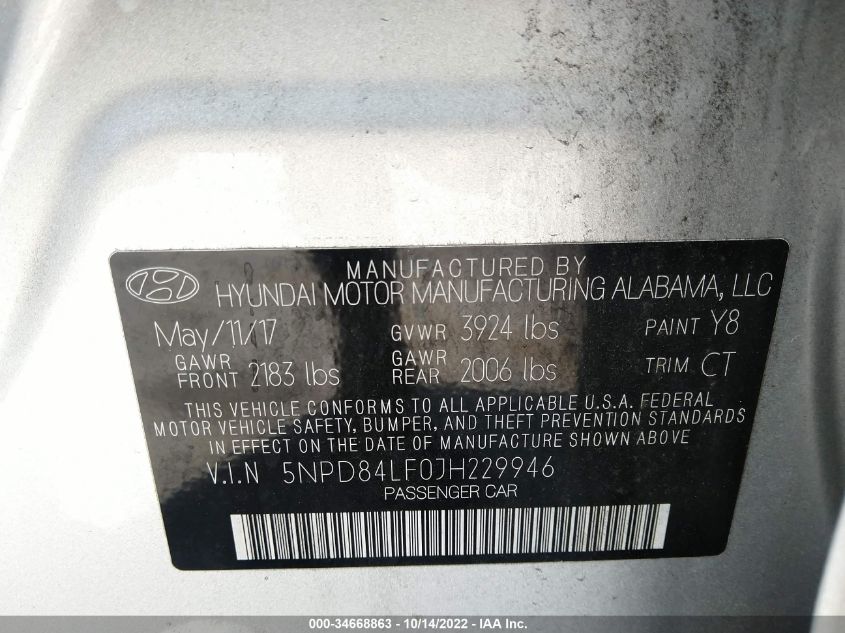 MANUFACTURED BY
HYUNDAI MOTOR MANUFACTURING ALABAMA, LLC
May/11/17 GVWR 3924 lbs PAINT Y8
GAWR FRONT 2183 lbs GAWR REAR 2006 lbs TRIM CT
THIS VEHICLE CONFORMS TO ALL APPLICABLE U.S.A. FEDERAL
MOTOR VEHICLE SAFETY, BUMPER, AND THEFT PREVENTION STANDARDS
IN EFFECT ON THE DATE OF MANUFACTURE SHOWN ABOVE
V.I.N 5NPD84LF0JH229946
PASSENGER CAR
000-34668863 - 10/14/2022 - IAA Inc.